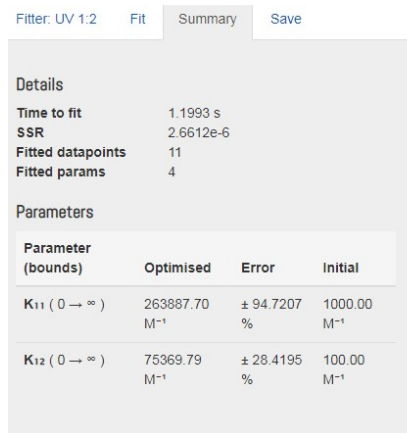 Fitter: UV 1:2 Fit Summary Save
Details
Time to fit 1.1993 s
SSR 2.6612e-6
Fitted datapoints 11
Fitted params 4
Parameters
Parameter
(bounds) Optimised Error Initial
K₁₁ ( 0 → ∞ ) 263887.70 ± 94.7207 1000.00
M⁻¹ % M⁻¹
K₁₂ ( 0 → ∞ ) 75369.79 ± 28.4195 100.00
M⁻¹ % M⁻¹